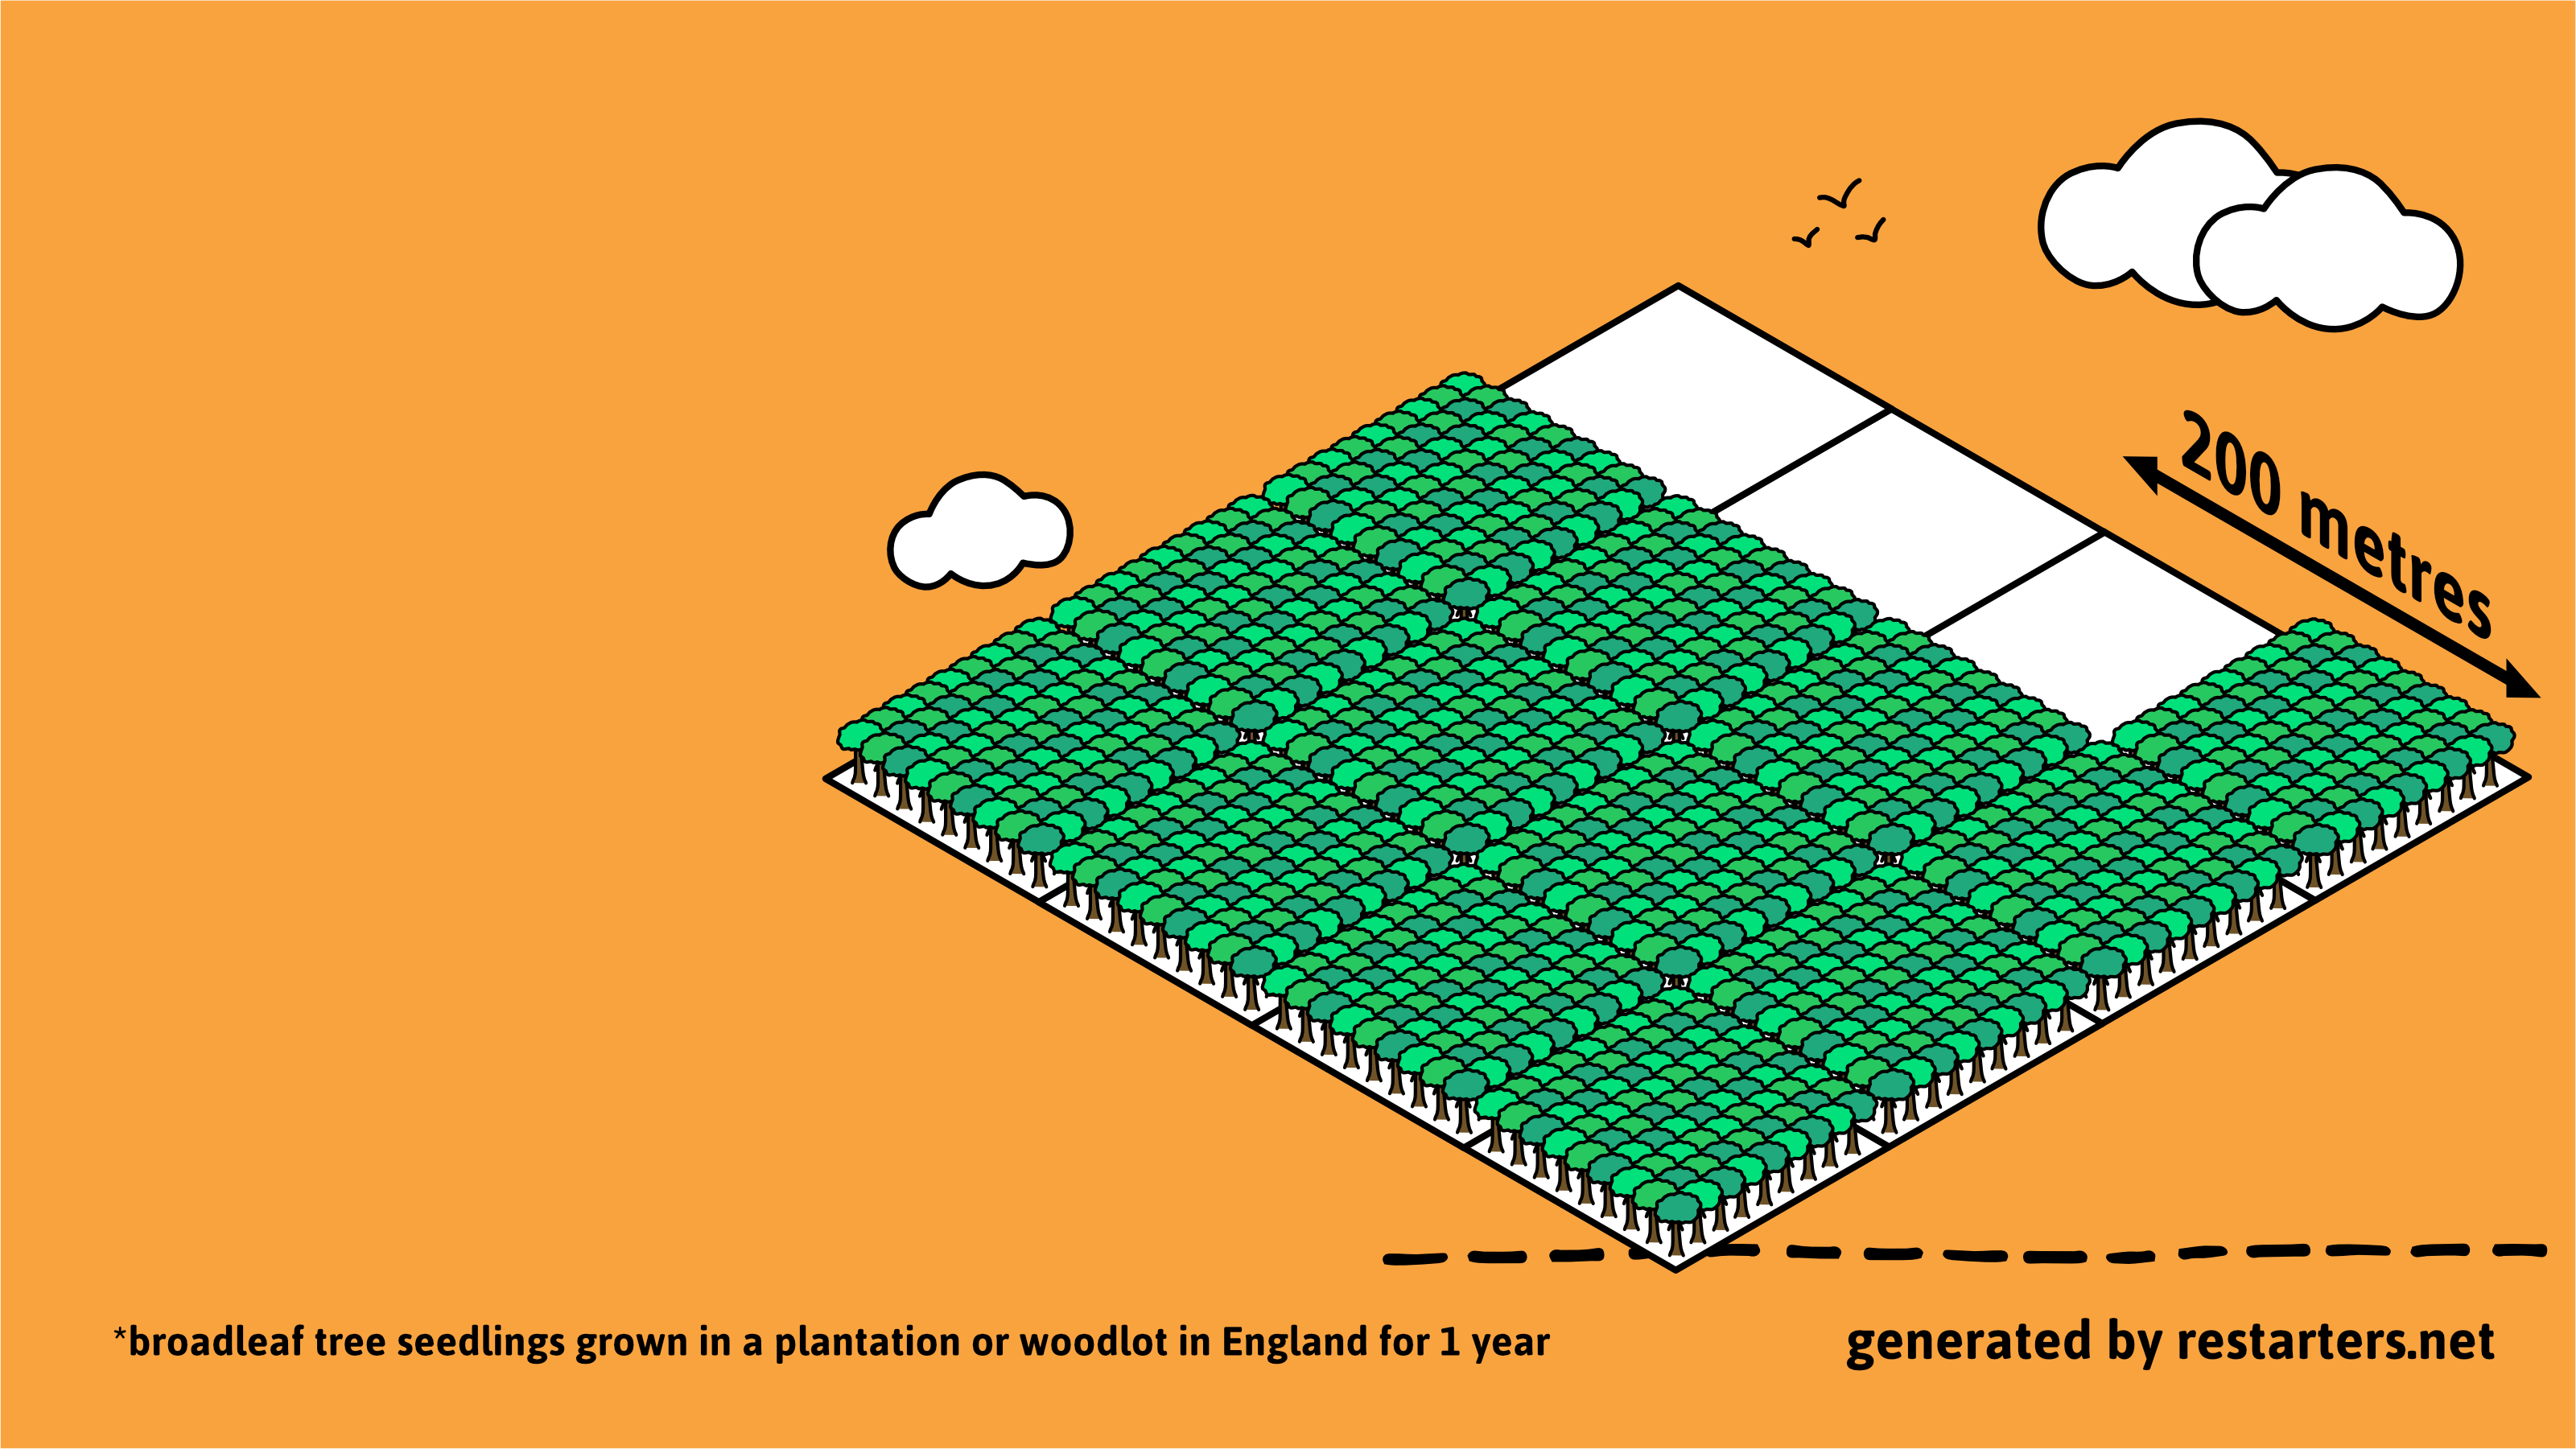 200 metres
*broadleaf tree seedlings grown in a plantation or woodlot in England for 1 year
generated by restarters.net